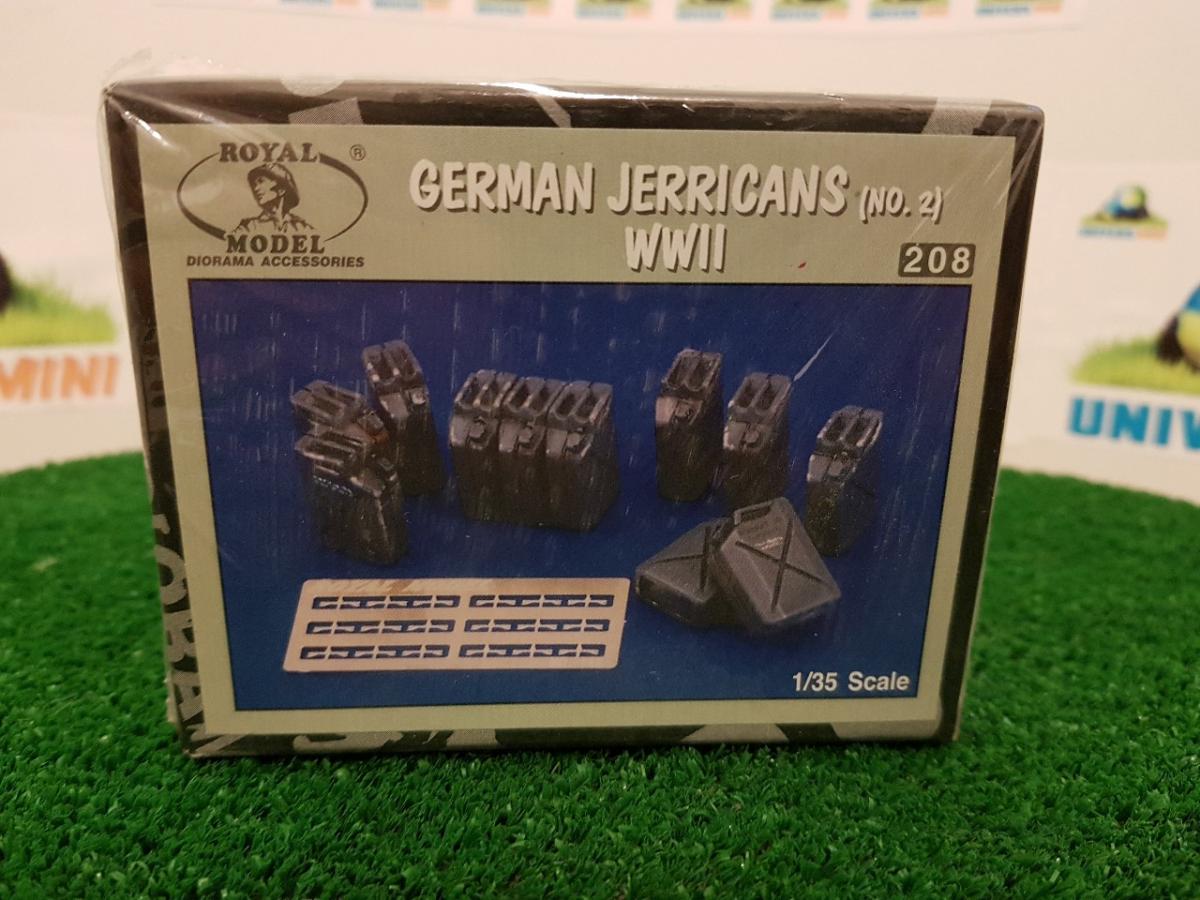 ROYAL ®
MODEL
DIORAMA ACCESSORIES
GERMAN JERRICANS (NO. 2)
WWII
208
1/35 Scale
MINI
UNIV